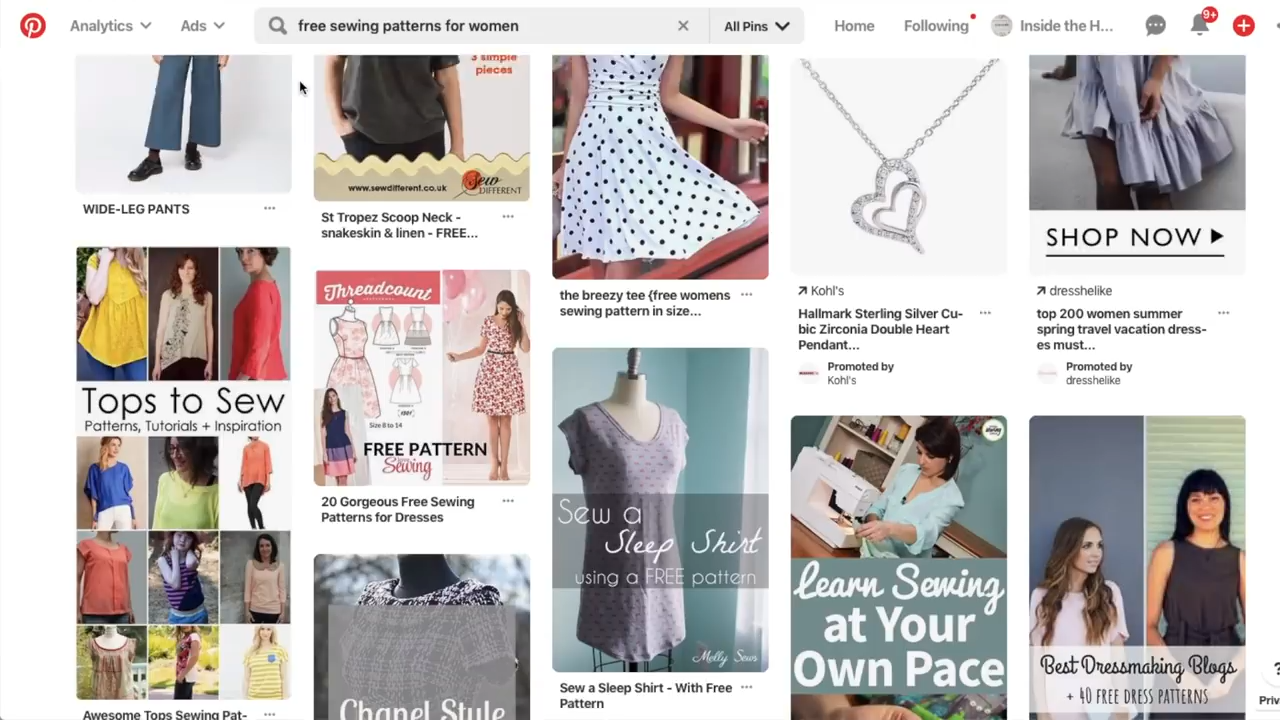 Analytics
Ads
free sewing patterns for women
All Pins
Home
Following
Inside the H...
9+
3 simple
pieces
www.sewdifferent.co.uk
Sew
DIFFERENT
WIDE-LEG PANTS
St Tropez Scoop Neck -
snakeskin & linen - FREE...
the breezy tee {free womens
sewing pattern in size...
Kohl's
Hallmark Sterling Silver Cu-
bic Zirconia Double Heart
Pendant...
Promoted by
Kohl's
SHOP NOW
dresshelike
top 200 women summer
spring travel vacation dress-
es must...
Promoted by
dresshelike
Tops to Sew
Patterns, Tutorials + Inspiration
Awesome Tops Sewing Pat-
Threadcount
Size 8 to 14
FREE PATTERN
Sewing
20 Gorgeous Free Sewing
Patterns for Dresses
Chanel Style
Sew a
Sleep Shirt
using a FREE pattern
Melly Sews
Sew a Sleep Shirt - With Free
Pattern
Learn Sewing
at Your
Own Pace
Best Dressmaking Blogs
+ 40 FREE DRESS PATTERNS
?
Priv